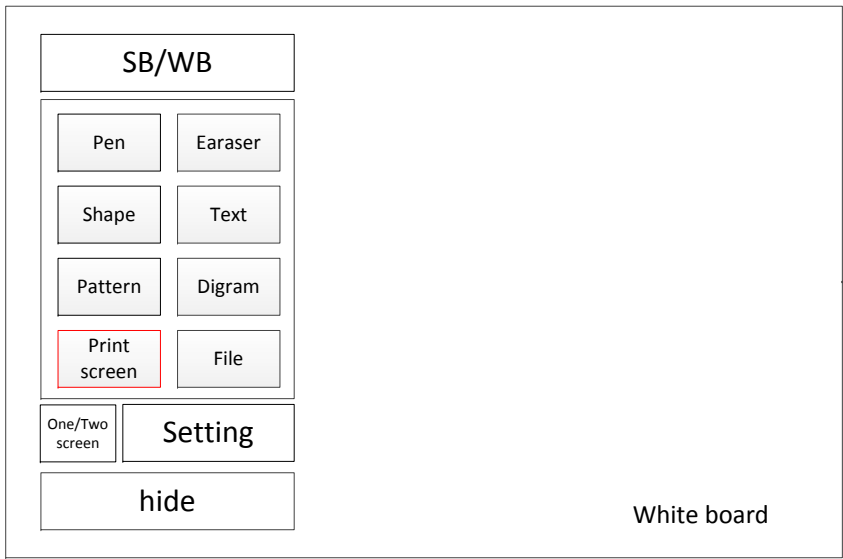 SB/WB
Pen
Earaser
Shape
Text
Pattern
Digram
Print
screen
File
One/Two
screen
Setting
hide
White board